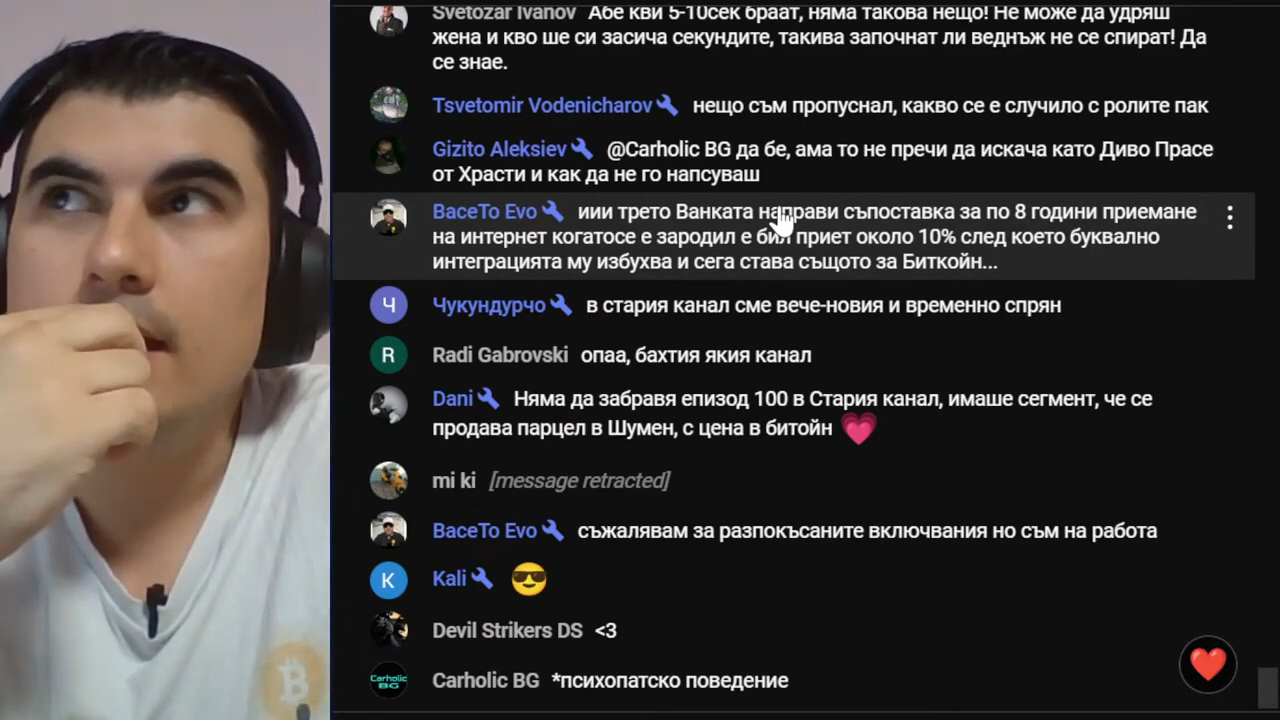 Svetozar Ivanov Абе кви 5-10сек браат, няма такова нещо! Не може да удряш
жена и кво ше си засича секундите, такива започнат ли веднъж не се спират! Да
се знае.
Tsvetomir Vodenicharov нещо съм пропуснал, какво се е случило с ролите пак
Gizito Aleksiev @Carholic BG да бе, ама то не пречи да искача като Диво Прасе
от Храсти и как да не го напсуваш
BaceTo Evo иии трето Ванката направи съпоставка за по 8 години приемане
на интернет когатосе е зародил е бил приет около 10% след което буквално
интеграцията му избухва и сега става същото за Биткойн...
Ч Чукундурчо в стария канал сме вече-новия и временно спрян
R Radi Gabrovski опаа, бахтия якия канал
Dani Няма да забравя епизод 100 в Стария канал, имаше сегмент, че се
продава парцел в Шумен, с цена в битойн 💗
mi ki [message retracted]
BaceTo Evo съжалявам за разпокъсаните включвания но съм на работа
K Kali 😎
Devil Strikers DS <3
Carholic BG Carholic BG *психопатско поведение